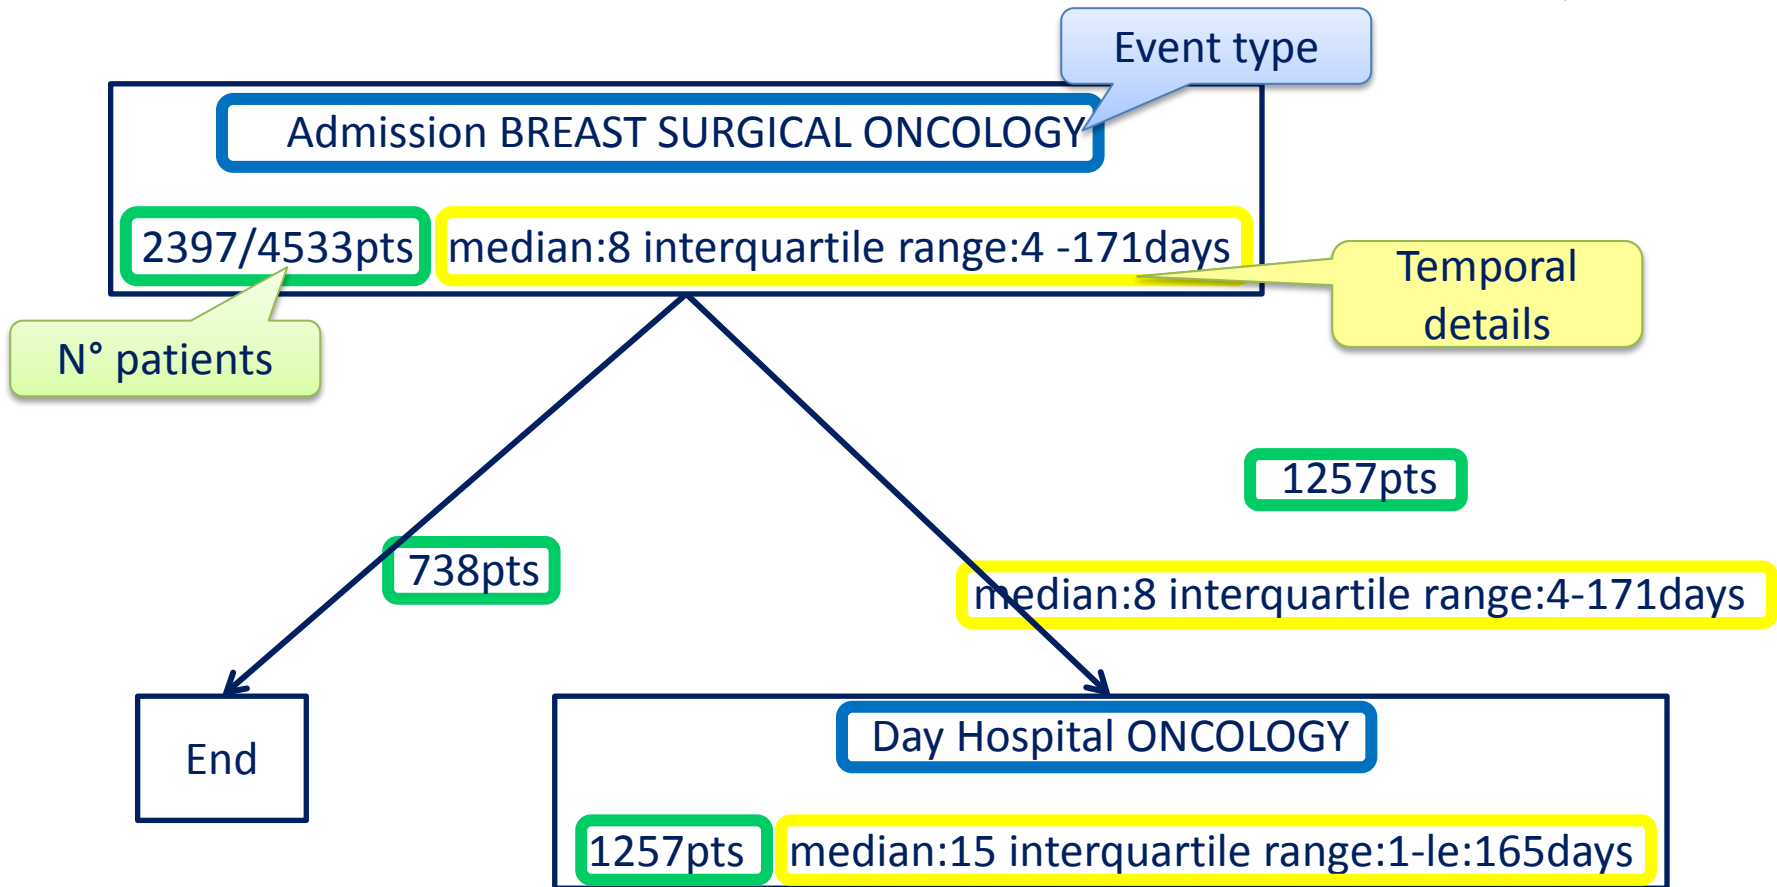 Event type
Admission BREAST SURGICAL ONCOLOGY
2397/4533pts median:8 interquartile range:4 -171days
Temporal
details
N° patients
1257pts
738pts
median:8 interquartile range:4-171days
End
Day Hospital ONCOLOGY
1257pts median:15 interquartile range:1-le:165days